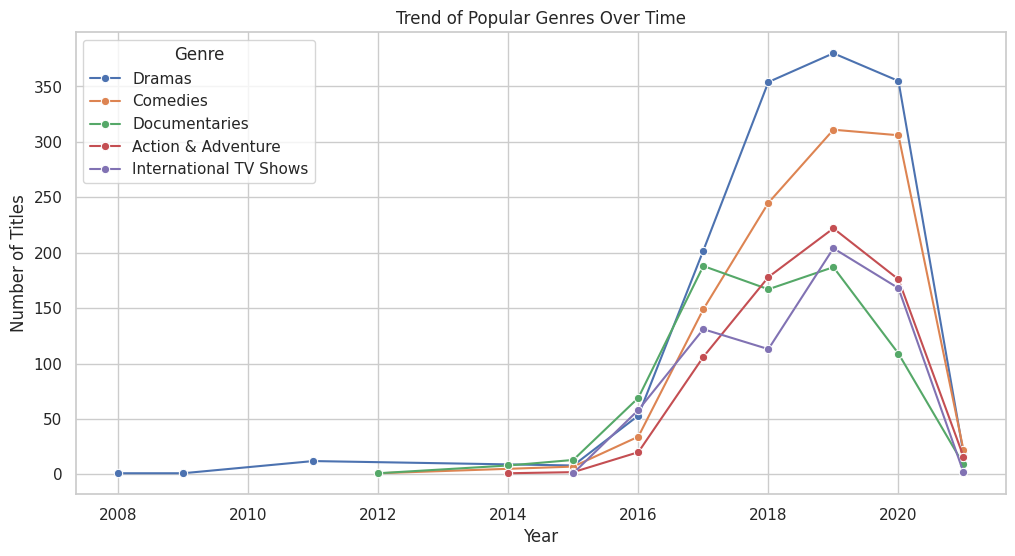 Trend of Popular Genres Over Time
Genre
Dramas
Comedies
Documentaries
Action & Adventure
International TV Shows
Number of Titles
350
300
250
200
150
100
50
0
2008 2010 2012 2014 2016 2018 2020
Year